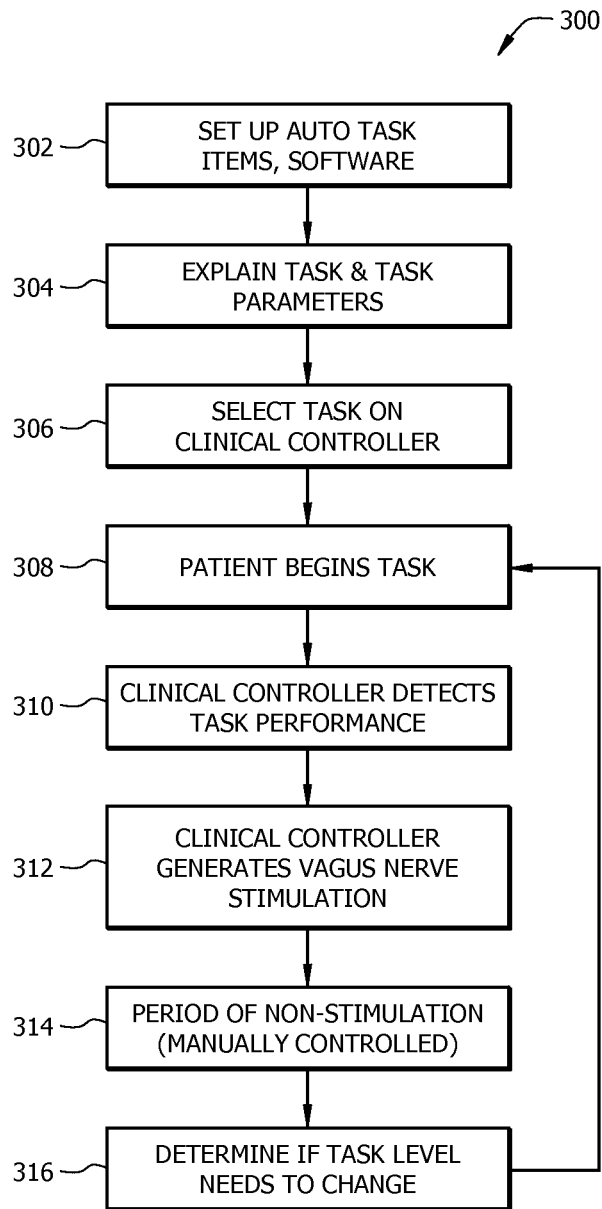 300
302
SET UP AUTO TASK
ITEMS, SOFTWARE
304
EXPLAIN TASK & TASK
PARAMETERS
306
SELECT TASK ON
CLINICAL CONTROLLER
308
PATIENT BEGINS TASK
310
CLINICAL CONTROLLER DETECTS
TASK PERFORMANCE
312
CLINICAL CONTROLLER
GENERATES VAGUS NERVE
STIMULATION
314
PERIOD OF NON-STIMULATION
(MANUALLY CONTROLLED)
316
DETERMINE IF TASK LEVEL
NEEDS TO CHANGE